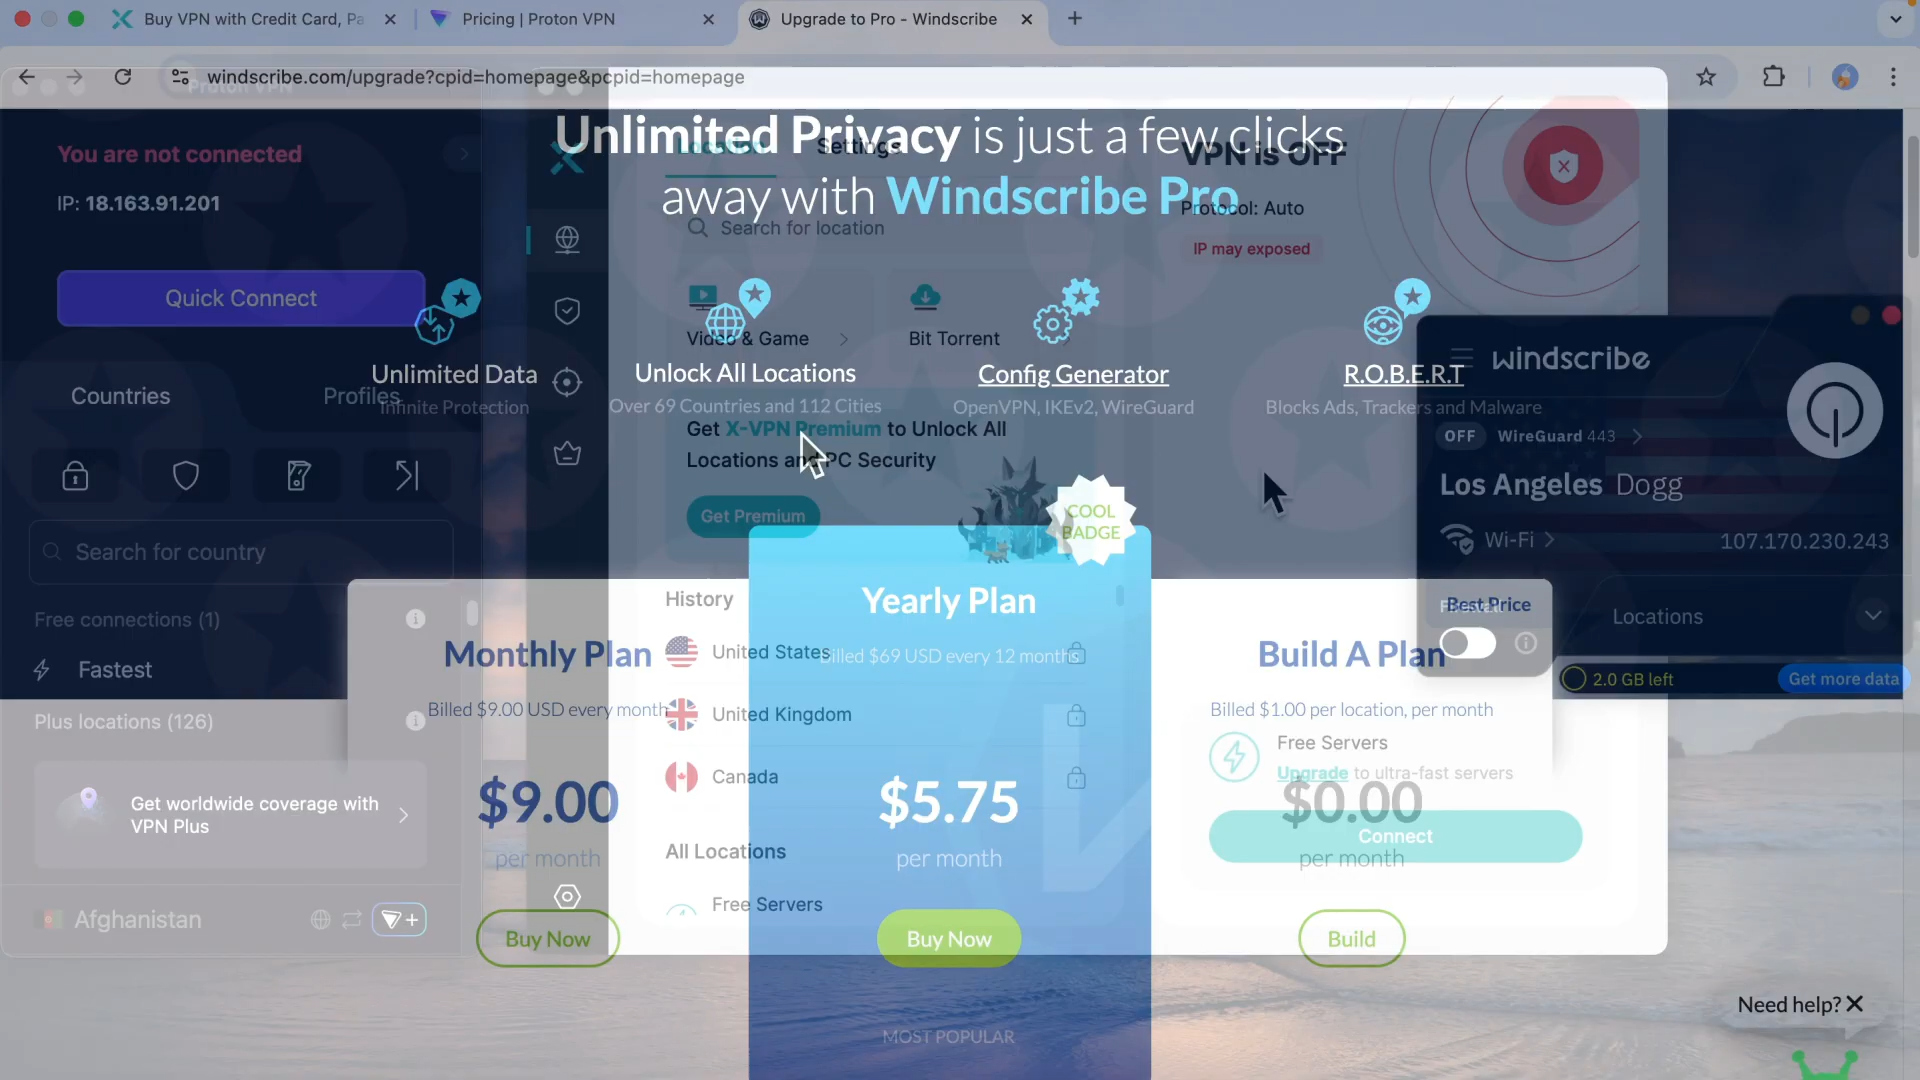 Buy VPN with Credit Card, Pa
Pricing | Proton VPN
Upgrade to Pro - Windscribe
windscribe.com/upgrade?cpid=homepage&pcpid=homepage
Proton VPN
Unlimited Privacy is just a few clicks
away with Windscribe Pro
You are not connected
IP: 18.163.91.201
Quick Connect
Countries
Profiles
Search for country
Free connections (1)
Fastest
Plus locations (126)
Get worldwide coverage with
VPN Plus
Afghanistan
Location
Settings
Search for location
VPN is OFF
Protocol: Auto
IP may exposed
Video & Game
Bit Torrent
Unlimited Data
Infinite Protection
Unlock All Locations
Over 69 Countries and 112 Cities
Config Generator
OpenVPN, IKEv2, WireGuard
R.O.B.E.R.T
Blocks Ads, Trackers and Malware
Get X-VPN Premium to Unlock All
Locations and PC Security
Get Premium
windscribe
OFF WireGuard 443
Los Angeles Dogg
Wi-Fi
107.170.230.243
Firewall
Locations
2.0 GB left
Get more data
COOL
BADGE
Best Price
History
United States
United Kingdom
Canada
All Locations
Free Servers
Monthly Plan
Billed $9.00 USD every month
$9.00
per month
Buy Now
Yearly Plan
Billed $69 USD every 12 months
$5.75
per month
Buy Now
MOST POPULAR
Build A Plan
Billed $1.00 per location, per month
Free Servers
Upgrade to ultra-fast servers
$0.00
Connect
per month
Build
Need help?